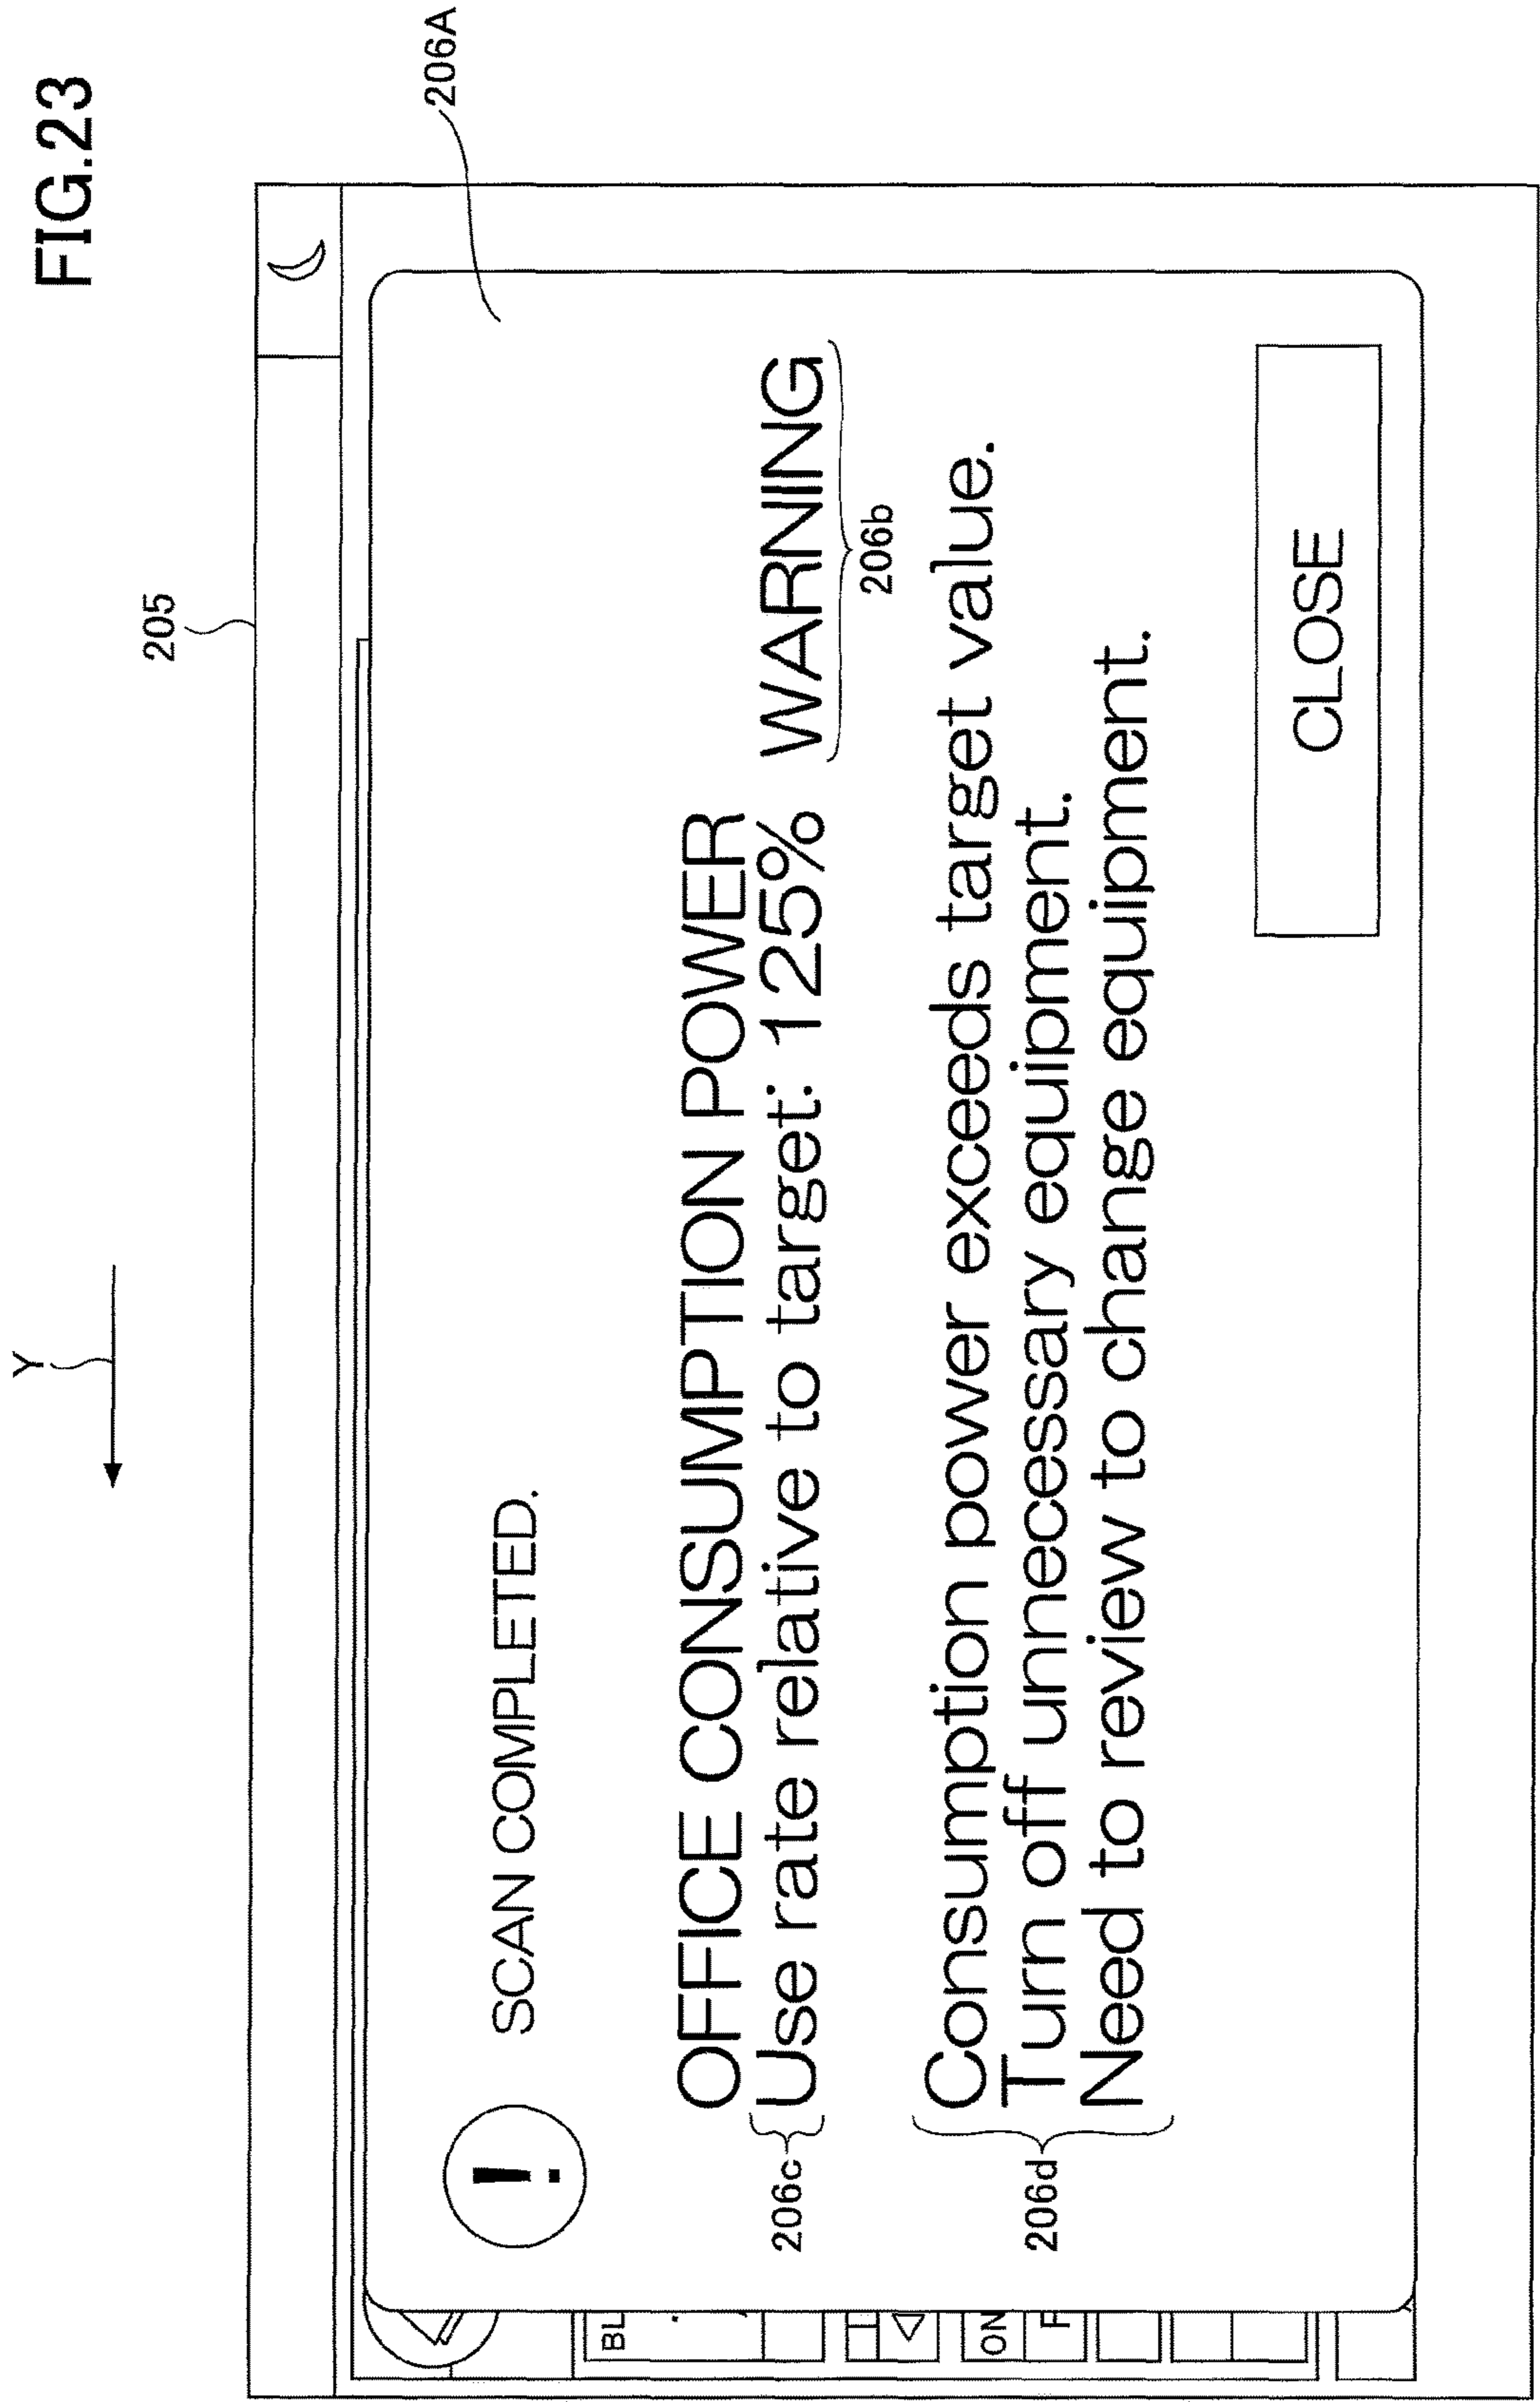 FIG.23
Y
205
206A
SCAN COMPLETED.
OFFICE CONSUMPTION POWER
Use rate relative to target: 125% WARNING
206c
206b
Consumption power exceeds target value.
Turn off unnecessary equipment.
Need to review to change equipment.
206d
CLOSE
BL
ON